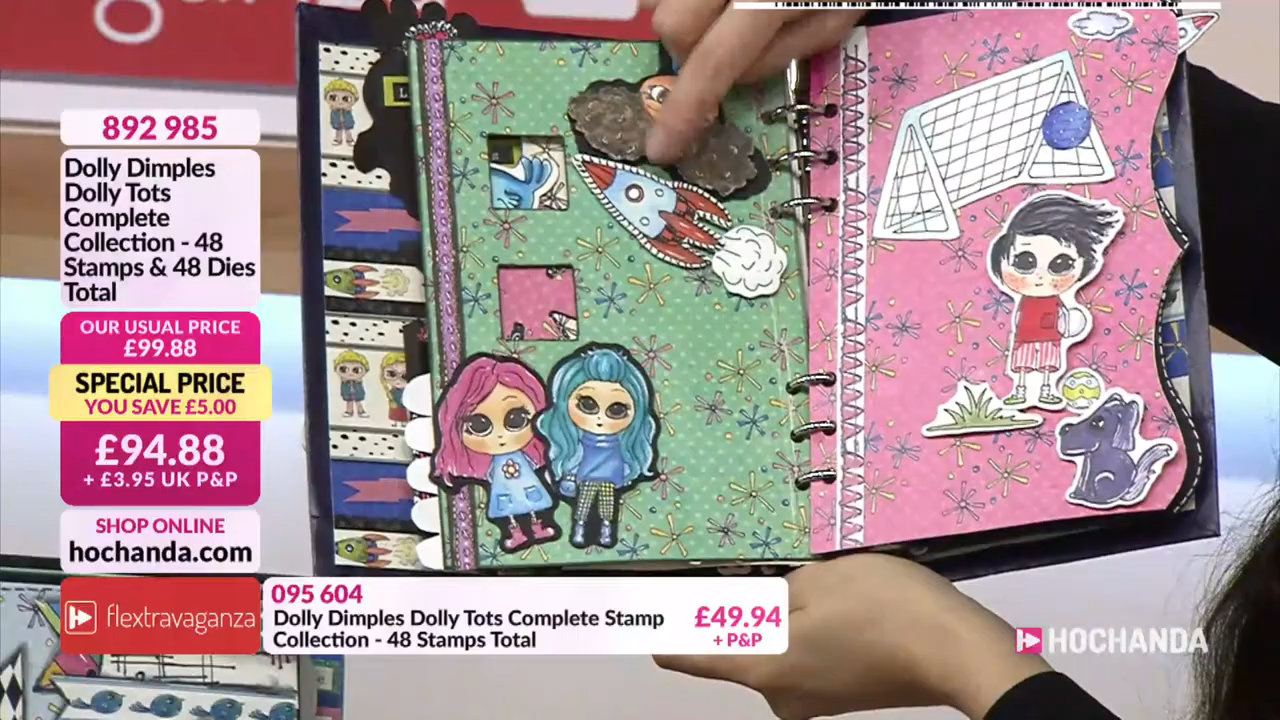 892 985
Dolly Dimples
Dolly Tots
Complete
Collection - 48
Stamps & 48 Dies
Total
OUR USUAL PRICE
£99.88
SPECIAL PRICE
YOU SAVE £5.00
£94.88
+ £3.95 UK P&P
SHOP ONLINE
hochanda.com
flextravaganza
095 604
Dolly Dimples Dolly Tots Complete Stamp
Collection - 48 Stamps Total
£49.94
+ P&P
HOCHANDA